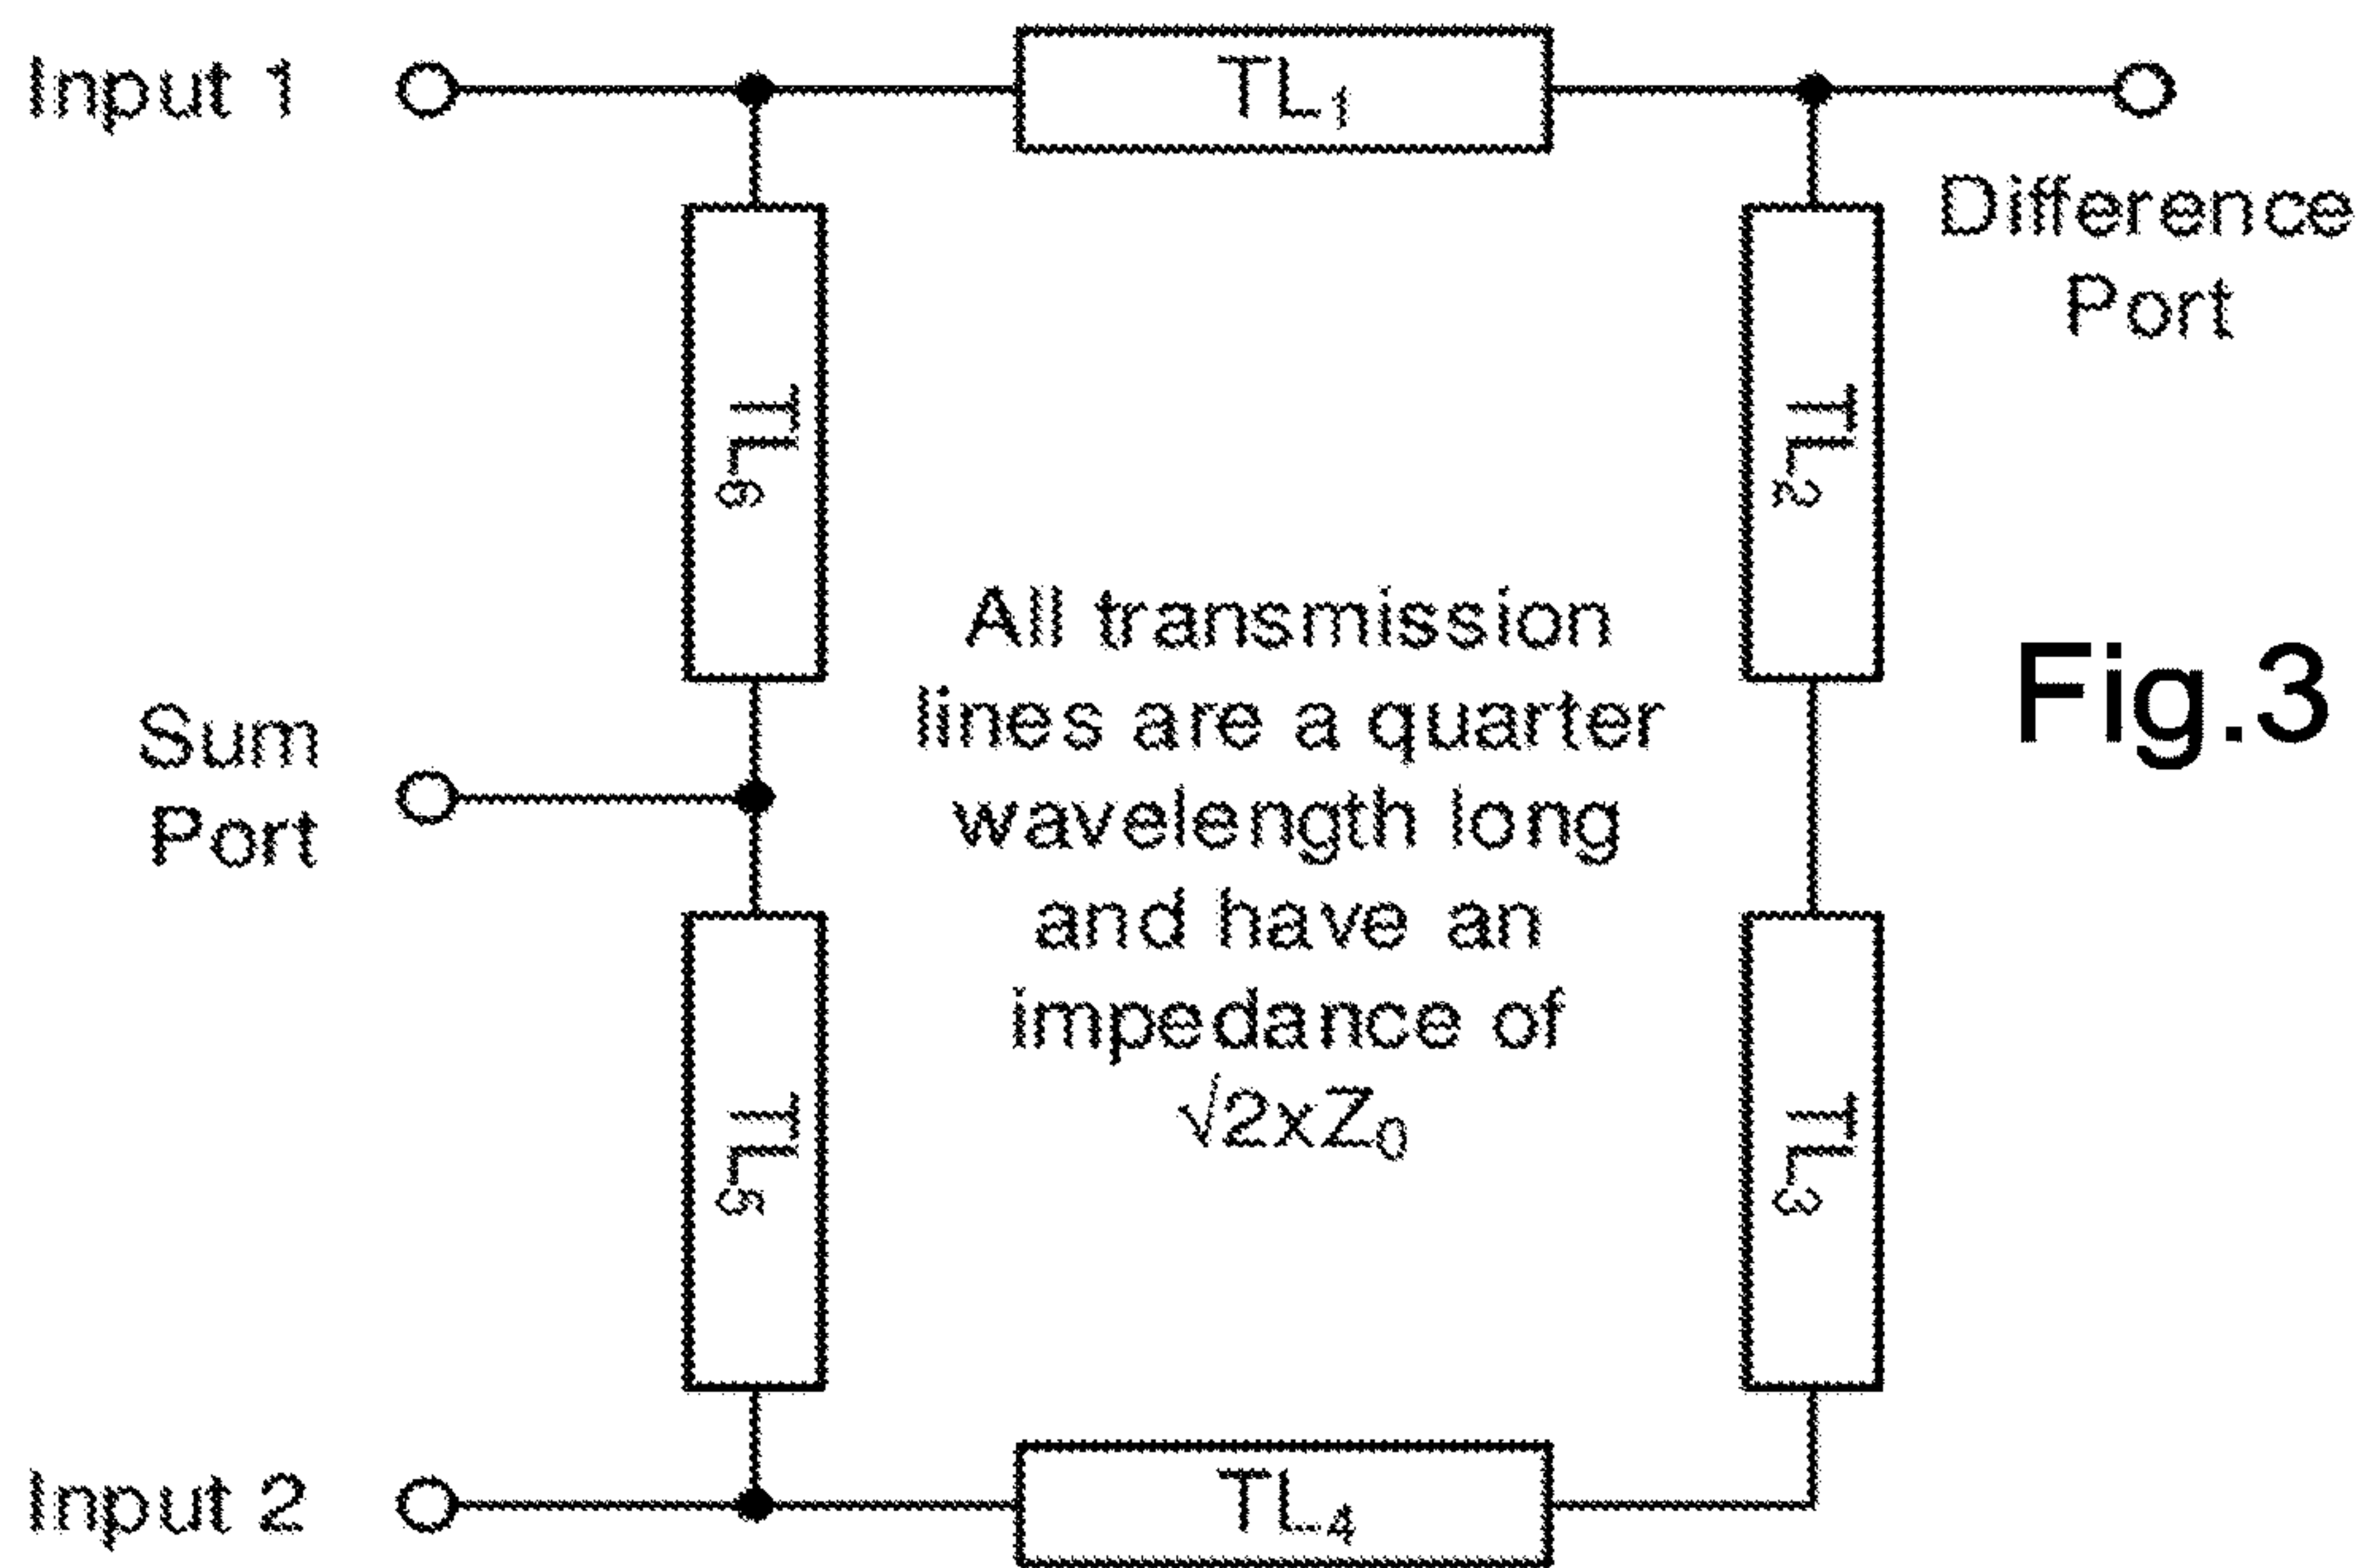 Input 1
TL₁
Difference
Port
TL₆
TL₂
All transmission
lines are a quarter
wavelength long
and have an
impedance of
√2xZ₀
Fig.3
Sum
Port
TL₅
TL₃
Input 2
TL₄